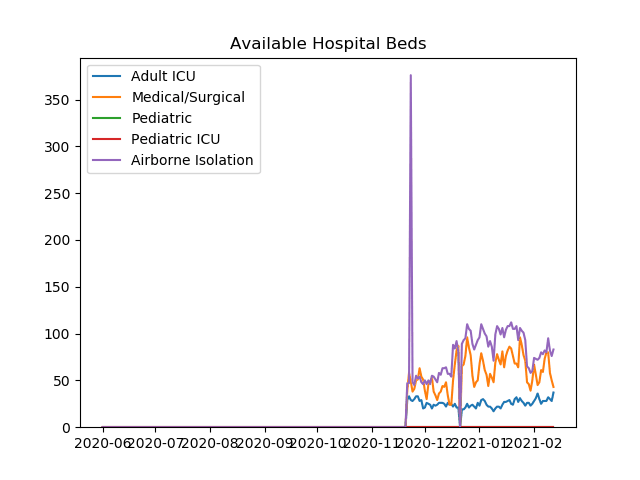 Available Hospital Beds
Adult ICU
Medical/Surgical
Pediatric
Pediatric ICU
Airborne Isolation
350
300
250
200
150
100
50
0
2020-06 2020-07 2020-08 2020-09 2020-10 2020-11 2020-12 2021-01 2021-02